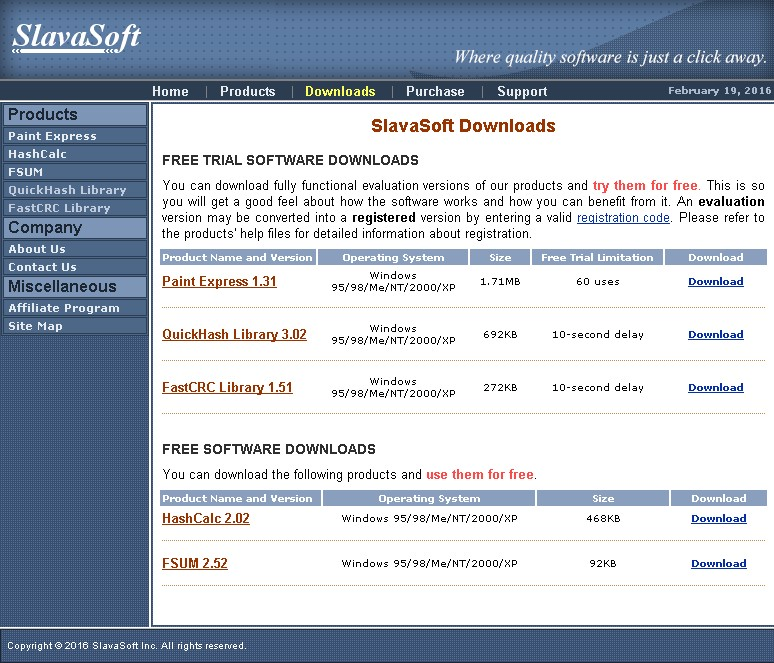 SlavaSoft
Where quality software is just a click away.
Home | Products | Downloads | Purchase | Support
February 19, 2016
Products
Paint Express
HashCalc
FSUM
QuickHash Library
FastCRC Library
Company
About Us
Contact Us
Miscellaneous
Affiliate Program
Site Map
SlavaSoft Downloads
FREE TRIAL SOFTWARE DOWNLOADS
You can download fully functional evaluation versions of our products and try them for free. This is so
you will get a good feel about how the software works and how you can benefit from it. An evaluation
version may be converted into a registered version by entering a valid registration code. Please refer to
the products' help files for detailed information about registration.
Product Name and Version Operating System Size Free Trial Limitation Download
Paint Express 1.31 Windows 95/98/Me/NT/2000/XP 1.71MB 60 uses Download
QuickHash Library 3.02 Windows 95/98/Me/NT/2000/XP 692KB 10-second delay Download
FastCRC Library 1.51 Windows 95/98/Me/NT/2000/XP 272KB 10-second delay Download
FREE SOFTWARE DOWNLOADS
You can download the following products and use them for free.
Product Name and Version Operating System Size Download
HashCalc 2.02 Windows 95/98/Me/NT/2000/XP 468KB Download
FSUM 2.52 Windows 95/98/Me/NT/2000/XP 92KB Download
Copyright © 2016 SlavaSoft Inc. All rights reserved.